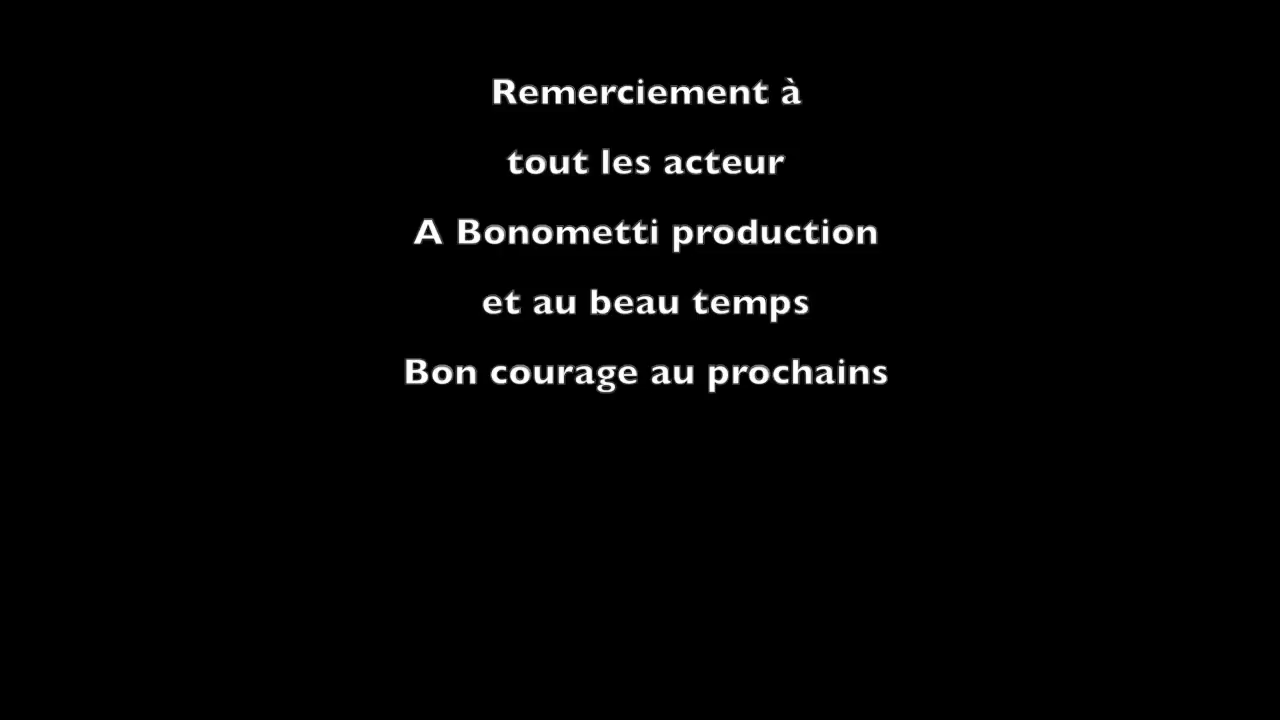 Remerciement à
tout les acteur
A Bonometti production
et au beau temps
Bon courage au prochains